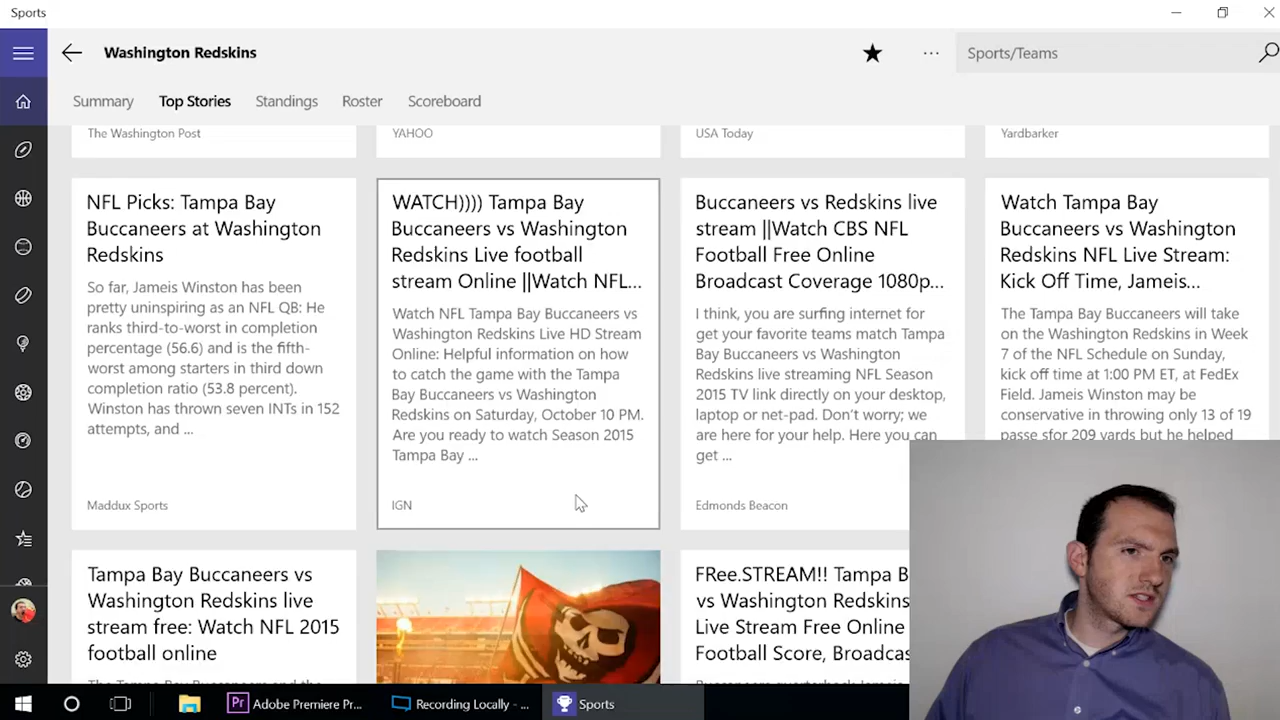 Sports
Washington Redskins
Sports/Teams
Summary Top Stories Standings Roster Scoreboard
The Washington Post
YAHOO
USA Today
Yardbarker
NFL Picks: Tampa Bay
Buccaneers at Washington
Redskins
So far, Jameis Winston has been
pretty uninspiring as an NFL QB: He
ranks third-to-worst in completion
percentage (56.6) and is the fifth-
worst among starters in third down
completion ratio (53.8 percent).
Winston has thrown seven INTs in 152
attempts, and ...
Maddux Sports
WATCH)))) Tampa Bay
Buccaneers vs Washington
Redskins Live football
stream Online ||Watch NFL...
Watch NFL Tampa Bay Buccaneers vs
Washington Redskins Live HD Stream
Online: Helpful information on how
to catch the game with the Tampa
Bay Buccaneers vs Washington
Redskins on Saturday, October 10 PM.
Are you ready to watch Season 2015
Tampa Bay ...
IGN
Buccaneers vs Redskins live
stream ||Watch CBS NFL
Football Free Online
Broadcast Coverage 1080p...
I think, you are surfing internet for
get your favorite teams match Tampa
Bay Buccaneers vs Washington
Redskins live streaming NFL Season
2015 TV link directly on your desktop,
laptop or net-pad. Don't worry; we
are here for your help. Here you can
get ...
Edmonds Beacon
Watch Tampa Bay
Buccaneers vs Washington
Redskins NFL Live Stream:
Kick Off Time, Jameis...
The Tampa Bay Buccaneers will take
on the Washington Redskins in Week
7 of the NFL Schedule on Sunday,
kick off time at 1:00 PM ET, at FedEx
Field. Jameis Winston may be
conservative in throwing only 13 of 19
passe sfor 209 yards but he helped
Tampa Bay Buccaneers vs
Washington Redskins live
stream free: Watch NFL 2015
football online
FRee.STREAM!! Tampa B
vs Washington Redskins
Live Stream Free Online
Football Score, Broadcas
Adobe Premiere Pr...
Recording Locally - ...
Sports